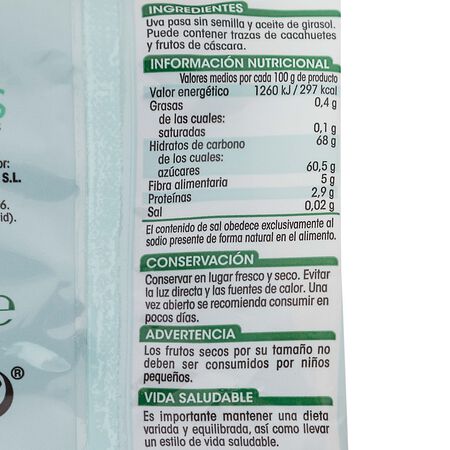 INGREDIENTES
Uva pasa sin semilla y aceite de girasol.
Puede contener trazas de cacahuetes
y frutos de cáscara.
INFORMACIÓN NUTRICIONAL
Valores medios por cada 100 g de producto
Valor energético 1260 kJ / 297 kcal
Grasas 0,4 g
de las cuales:
saturadas 0,1 g
Hidratos de carbono 68 g
de los cuales:
azúcares 60,5 g
Fibra alimentaria 5 g
Proteínas 2,9 g
Sal 0,02 g
El contenido de sal obedece exclusivamente al
sodio presente de forma natural en el alimento.
CONSERVACIÓN
Conservar en lugar fresco y seco. Evitar
la luz directa y las fuentes de calor. Una
vez abierto se recomienda consumir en
pocos días.
ADVERTENCIA
Los frutos secos por su tamaño no
deben ser consumidos por niños
pequeños.
VIDA SALUDABLE
Es importante mantener una dieta
variada y equilibrada, así como llevar
un estilo de vida saludable.
s
or:
S.L.
6.
id).
e
®